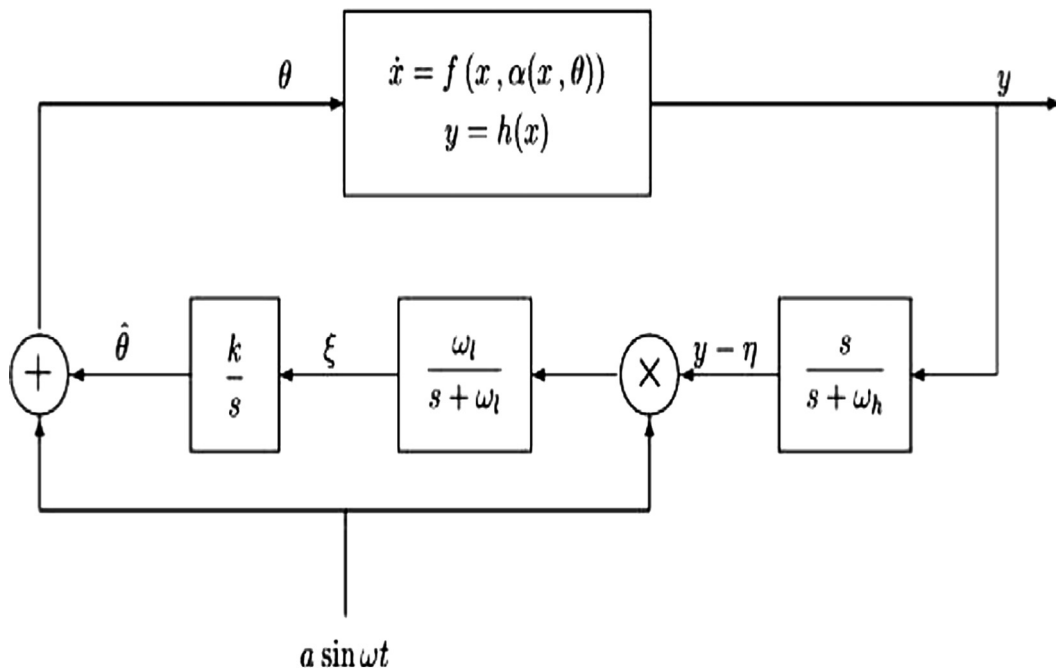 θ
ẋ = f(x, α(x, θ))
y = h(x)
y
+
θ̂
k
s
ξ
ω_l
s + ω_l
×
y − η
s
s + ω_h
a sin ωt